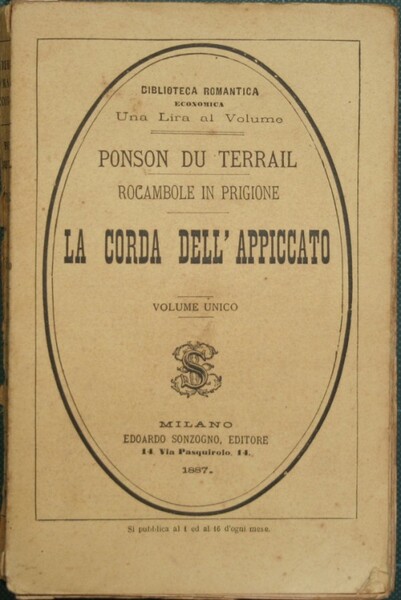 BIBLIOTECA ROMANTICA
ECONOMICA
Una Lira al Volume
PONSON DU TERRAIL
ROCAMBOLE IN PRIGIONE
LA CORDA DELL' APPICCATO
VOLUME UNICO
MILANO
EDOARDO SONZOGNO, EDITORE
14. Via Pasquirolo, 14.
1887.
Si pubblica al 1 ed al 16 d'ogni mese.